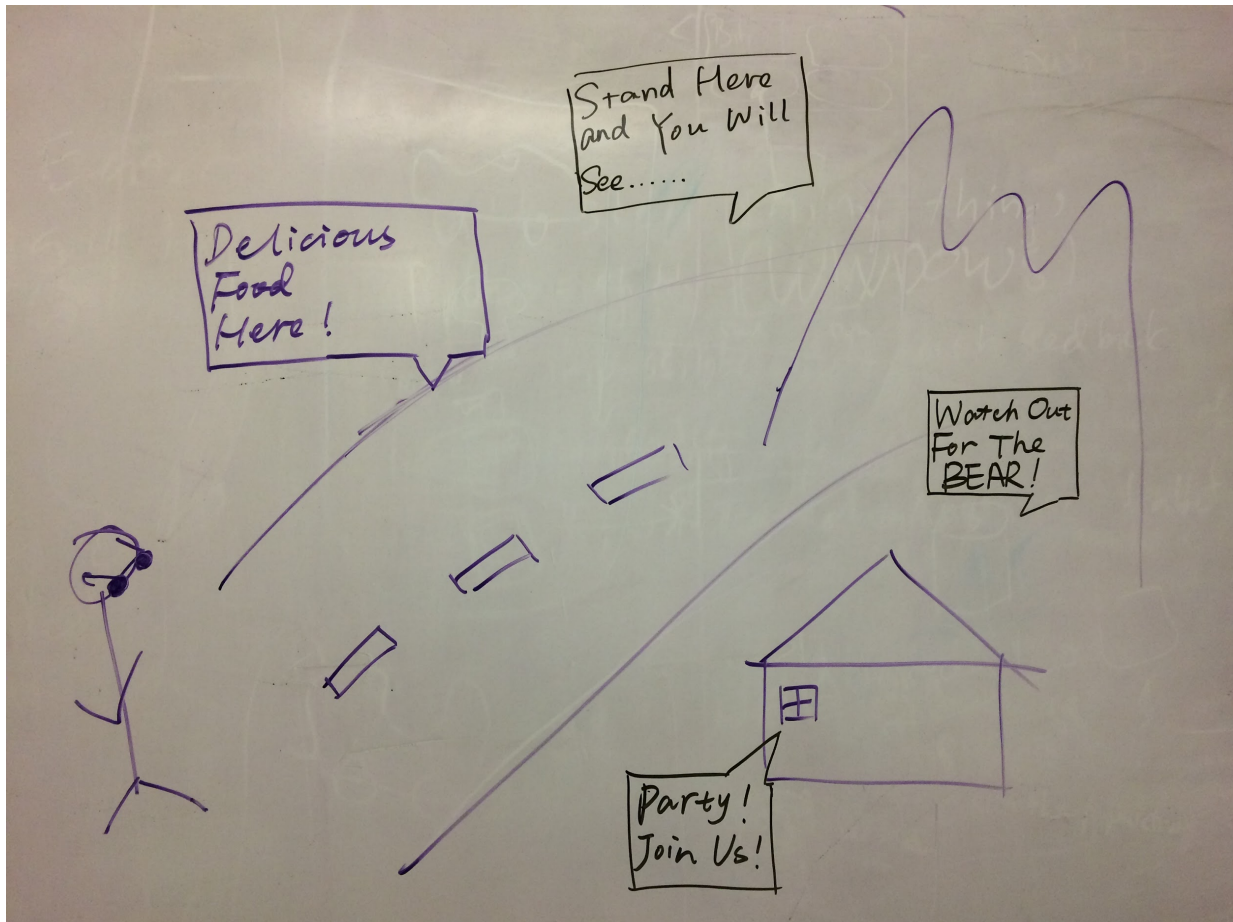 Stand Here
and You Will
See......
Delicious
Food
Here!
Watch Out
For The
BEAR!
Party!
Join Us!